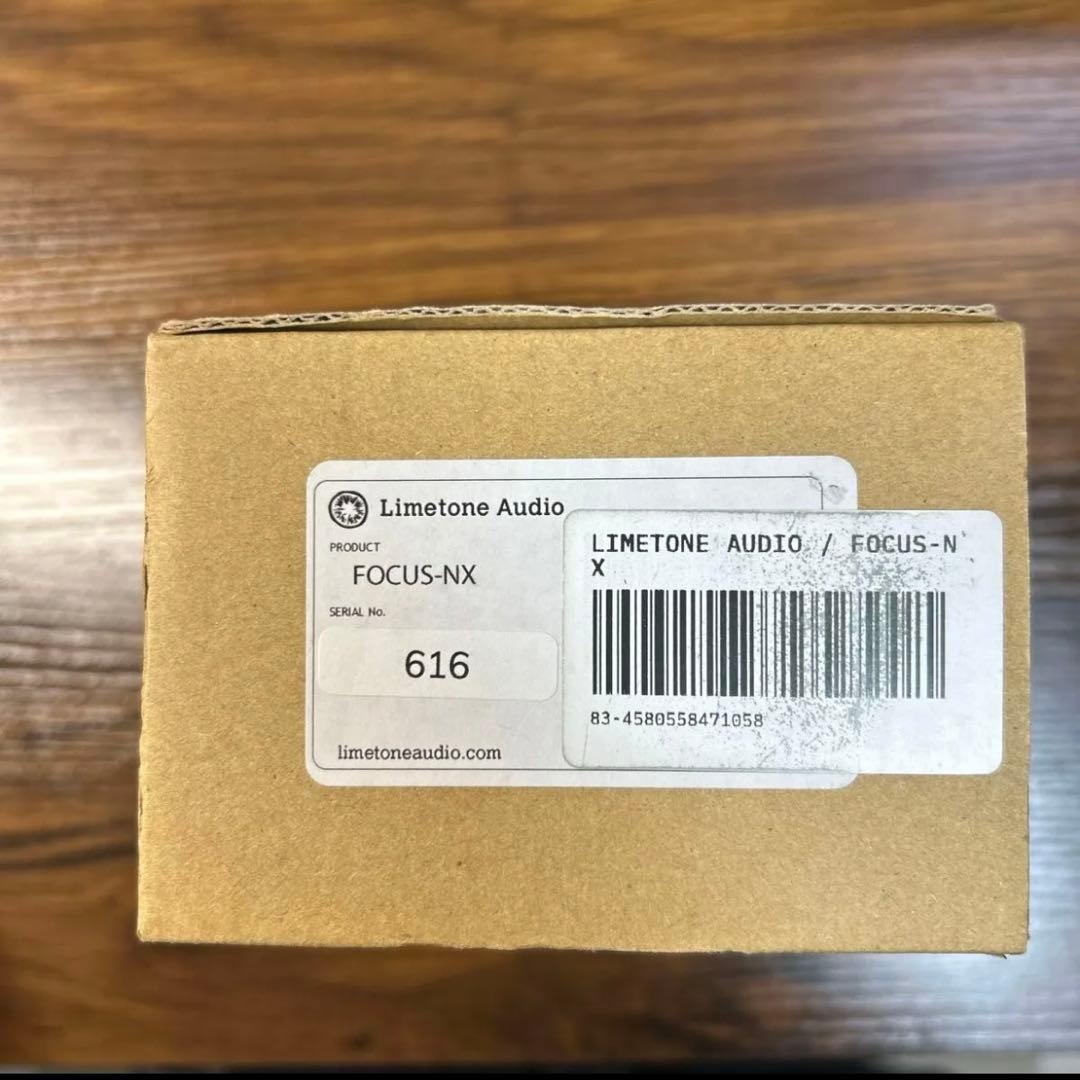 Limetone Audio
PRODUCT
FOCUS-NX
SERIAL No.
616
limetoneaudio.com
LIMETONE AUDIO / FOCUS-N
X
83-4580558471058